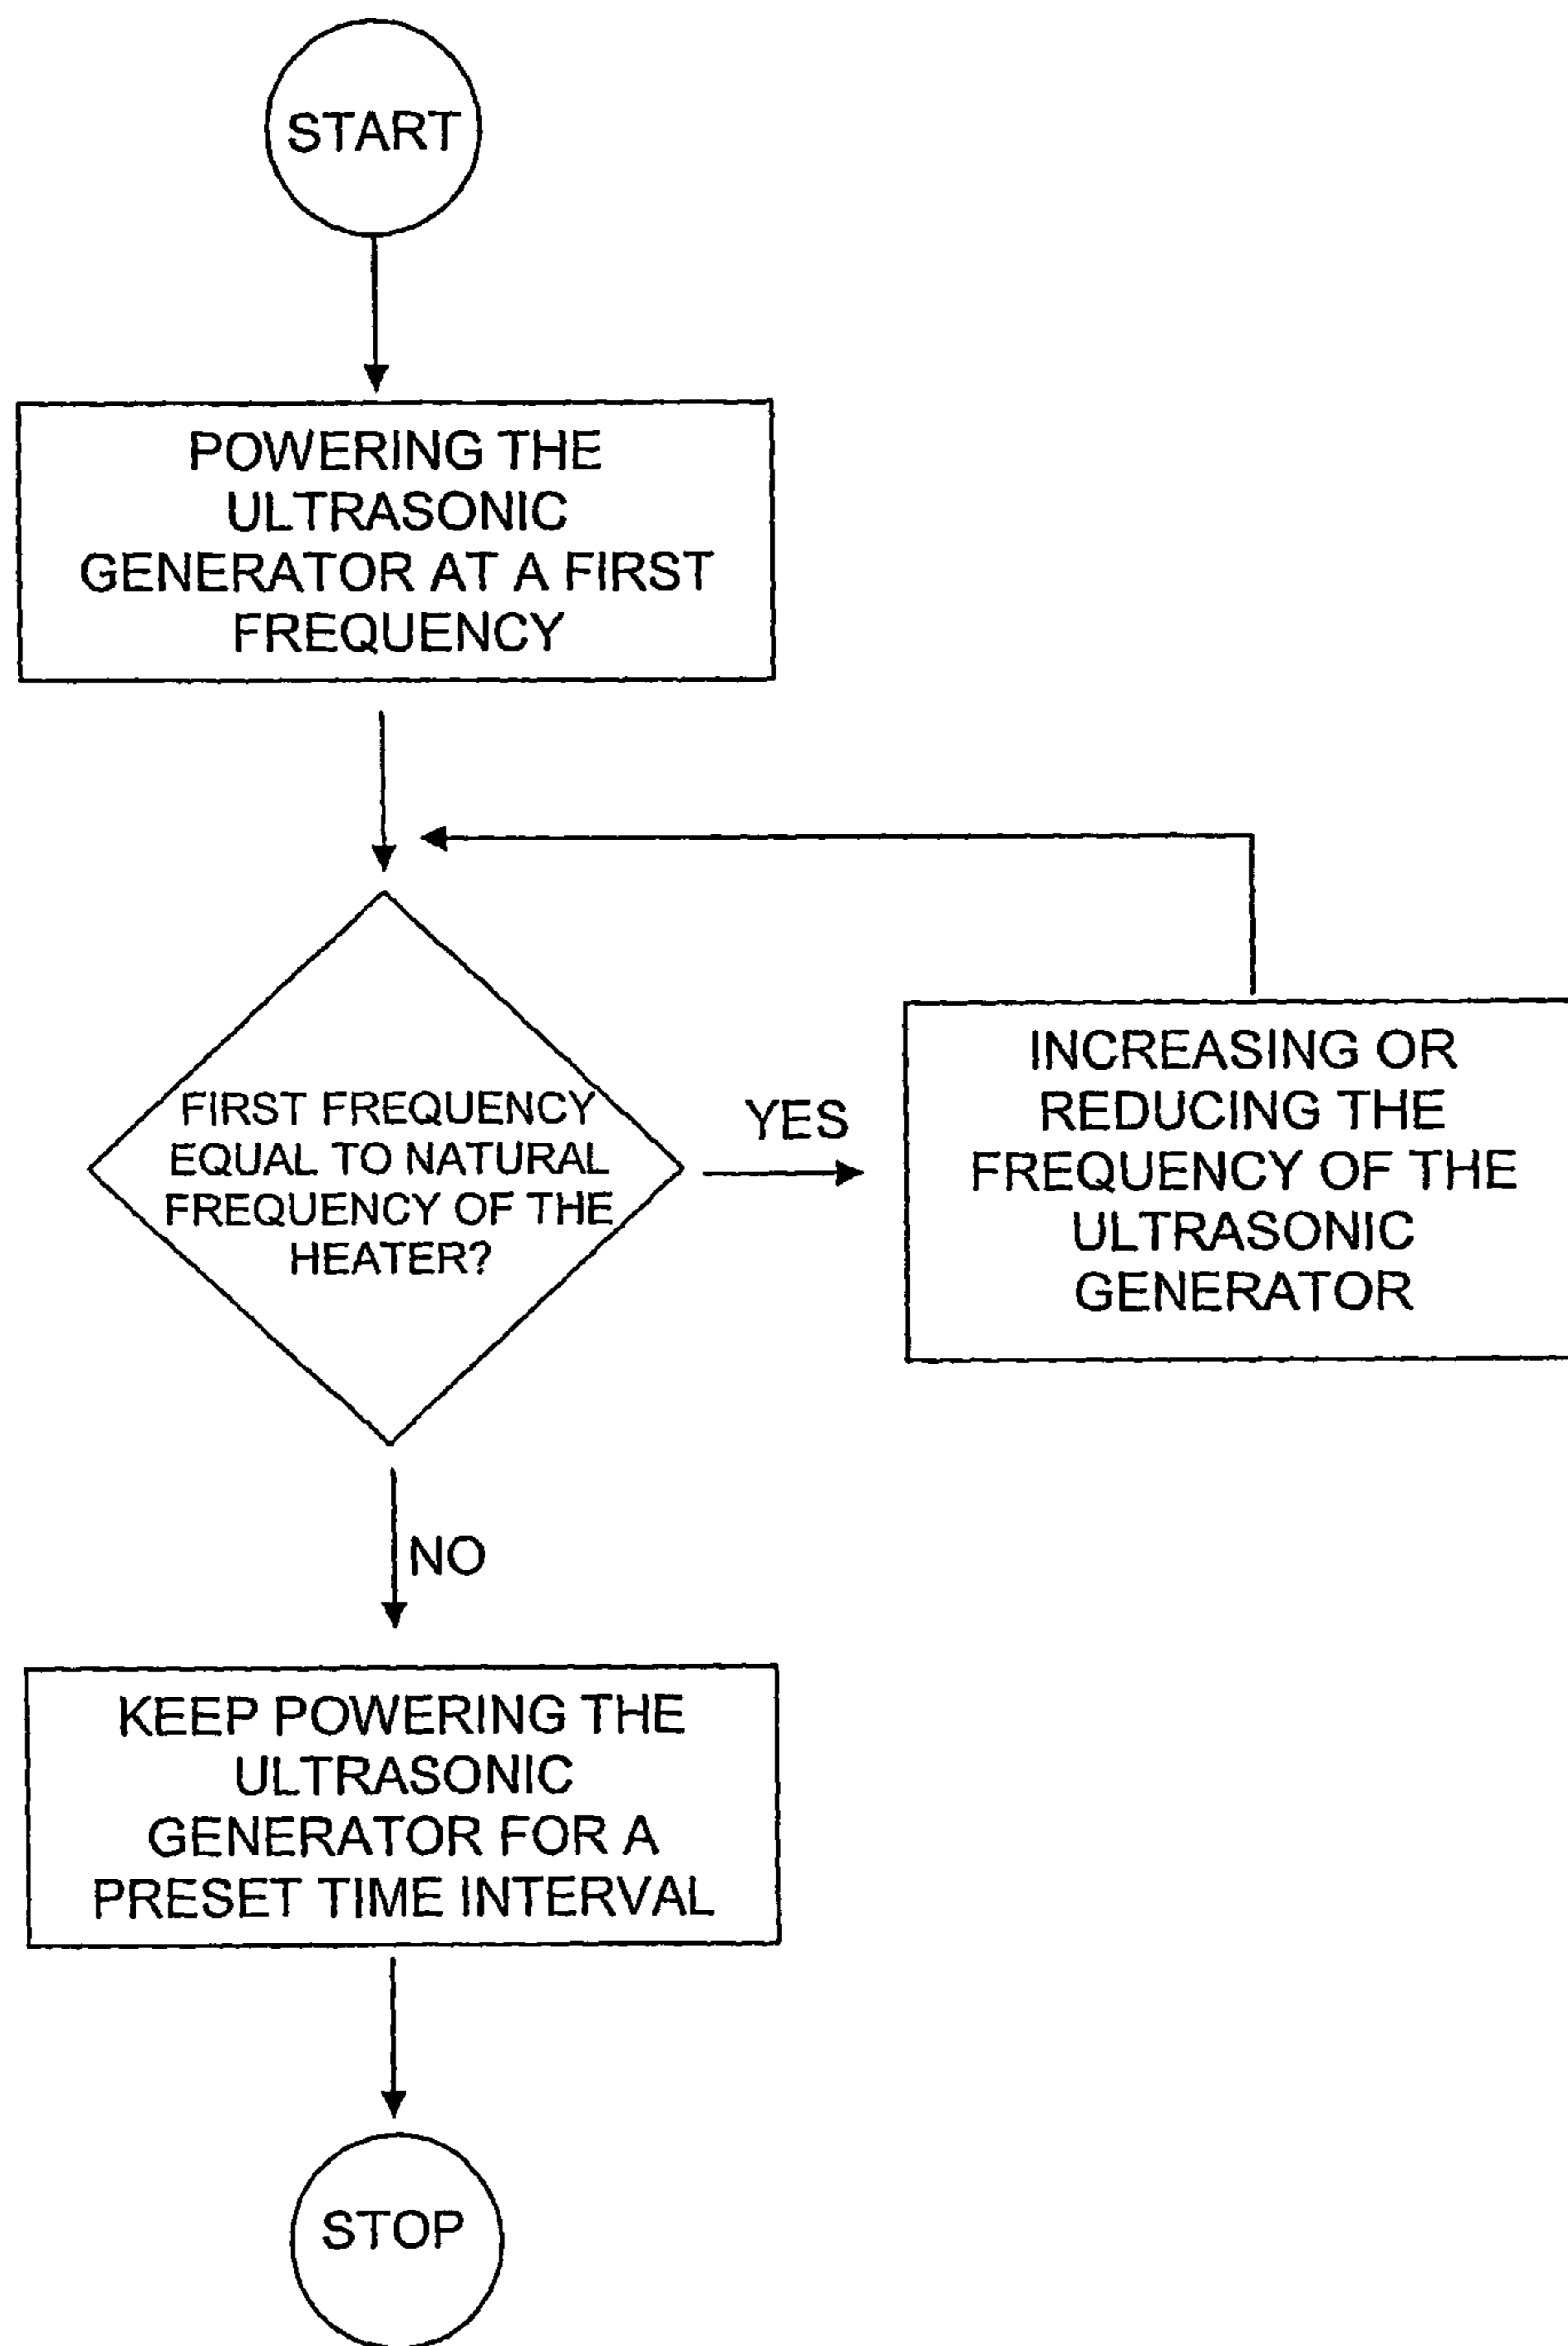 START
POWERING THE
ULTRASONIC
GENERATOR AT A FIRST
FREQUENCY
FIRST FREQUENCY
EQUAL TO NATURAL
FREQUENCY OF THE
HEATER?
YES
INCREASING OR
REDUCING THE
FREQUENCY OF THE
ULTRASONIC
GENERATOR
NO
KEEP POWERING THE
ULTRASONIC
GENERATOR FOR A
PRESET TIME INTERVAL
STOP